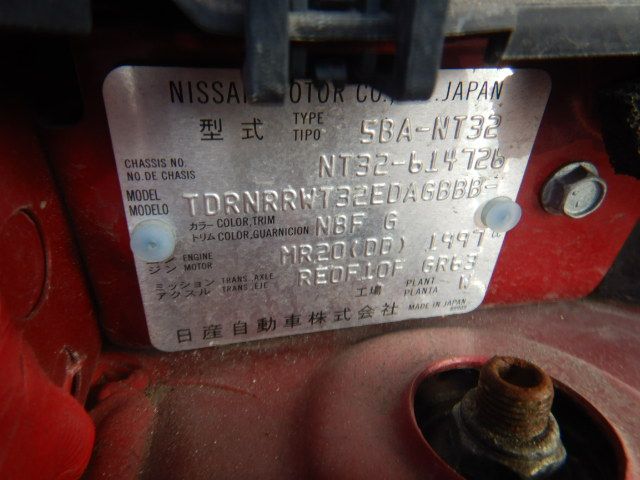 NISSAN MOTOR CO., JAPAN
型式 TYPE TIPO 5BA-NT32
CHASSIS NO. NO.DE CHASIS NT32-614726
MODEL MODELO TDRNRRWT32EDAGBBB-
カラー COLOR,TRIM トリム COLOR,GUARNICION NBF G
エンジン ENGINE MOTOR MR20(DD) 1997 cc
ミッション アクスル TRANS.,AXLE TRANS.,EJE RE0F10F GR63
工場 PLANT PLANTA W
日産自動車株式会社 MADE IN JAPAN